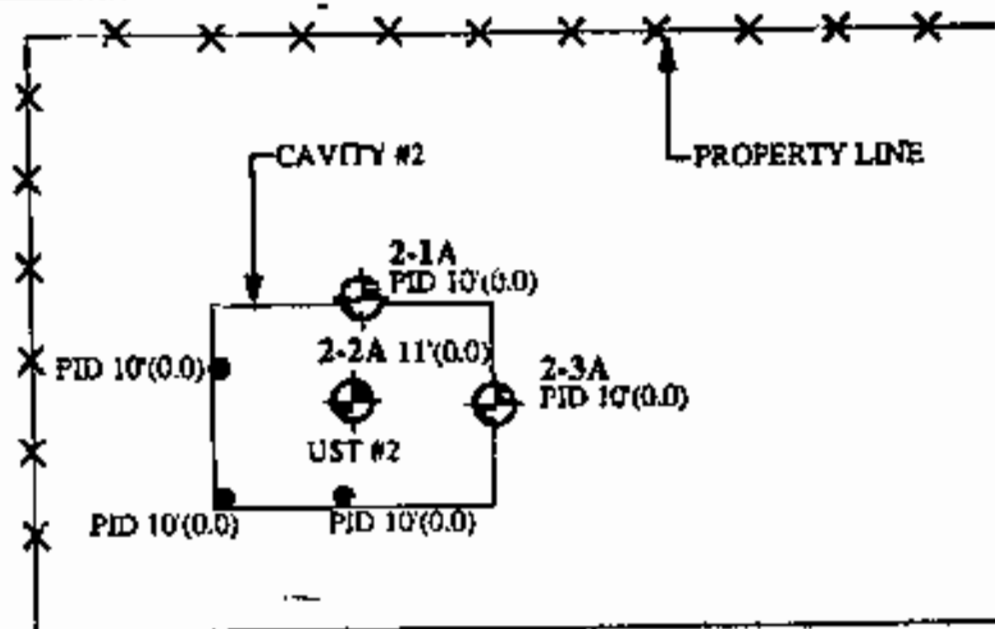 CAVITY #2
PROPERTY LINE
2-1A
PID 10'(0.0)
2-2A 11'(0.0)
PID 10'(0.0)
2-3A
PID 10'(0.0)
UST #2
PID 10'(0.0)
PID 10'(0.0)